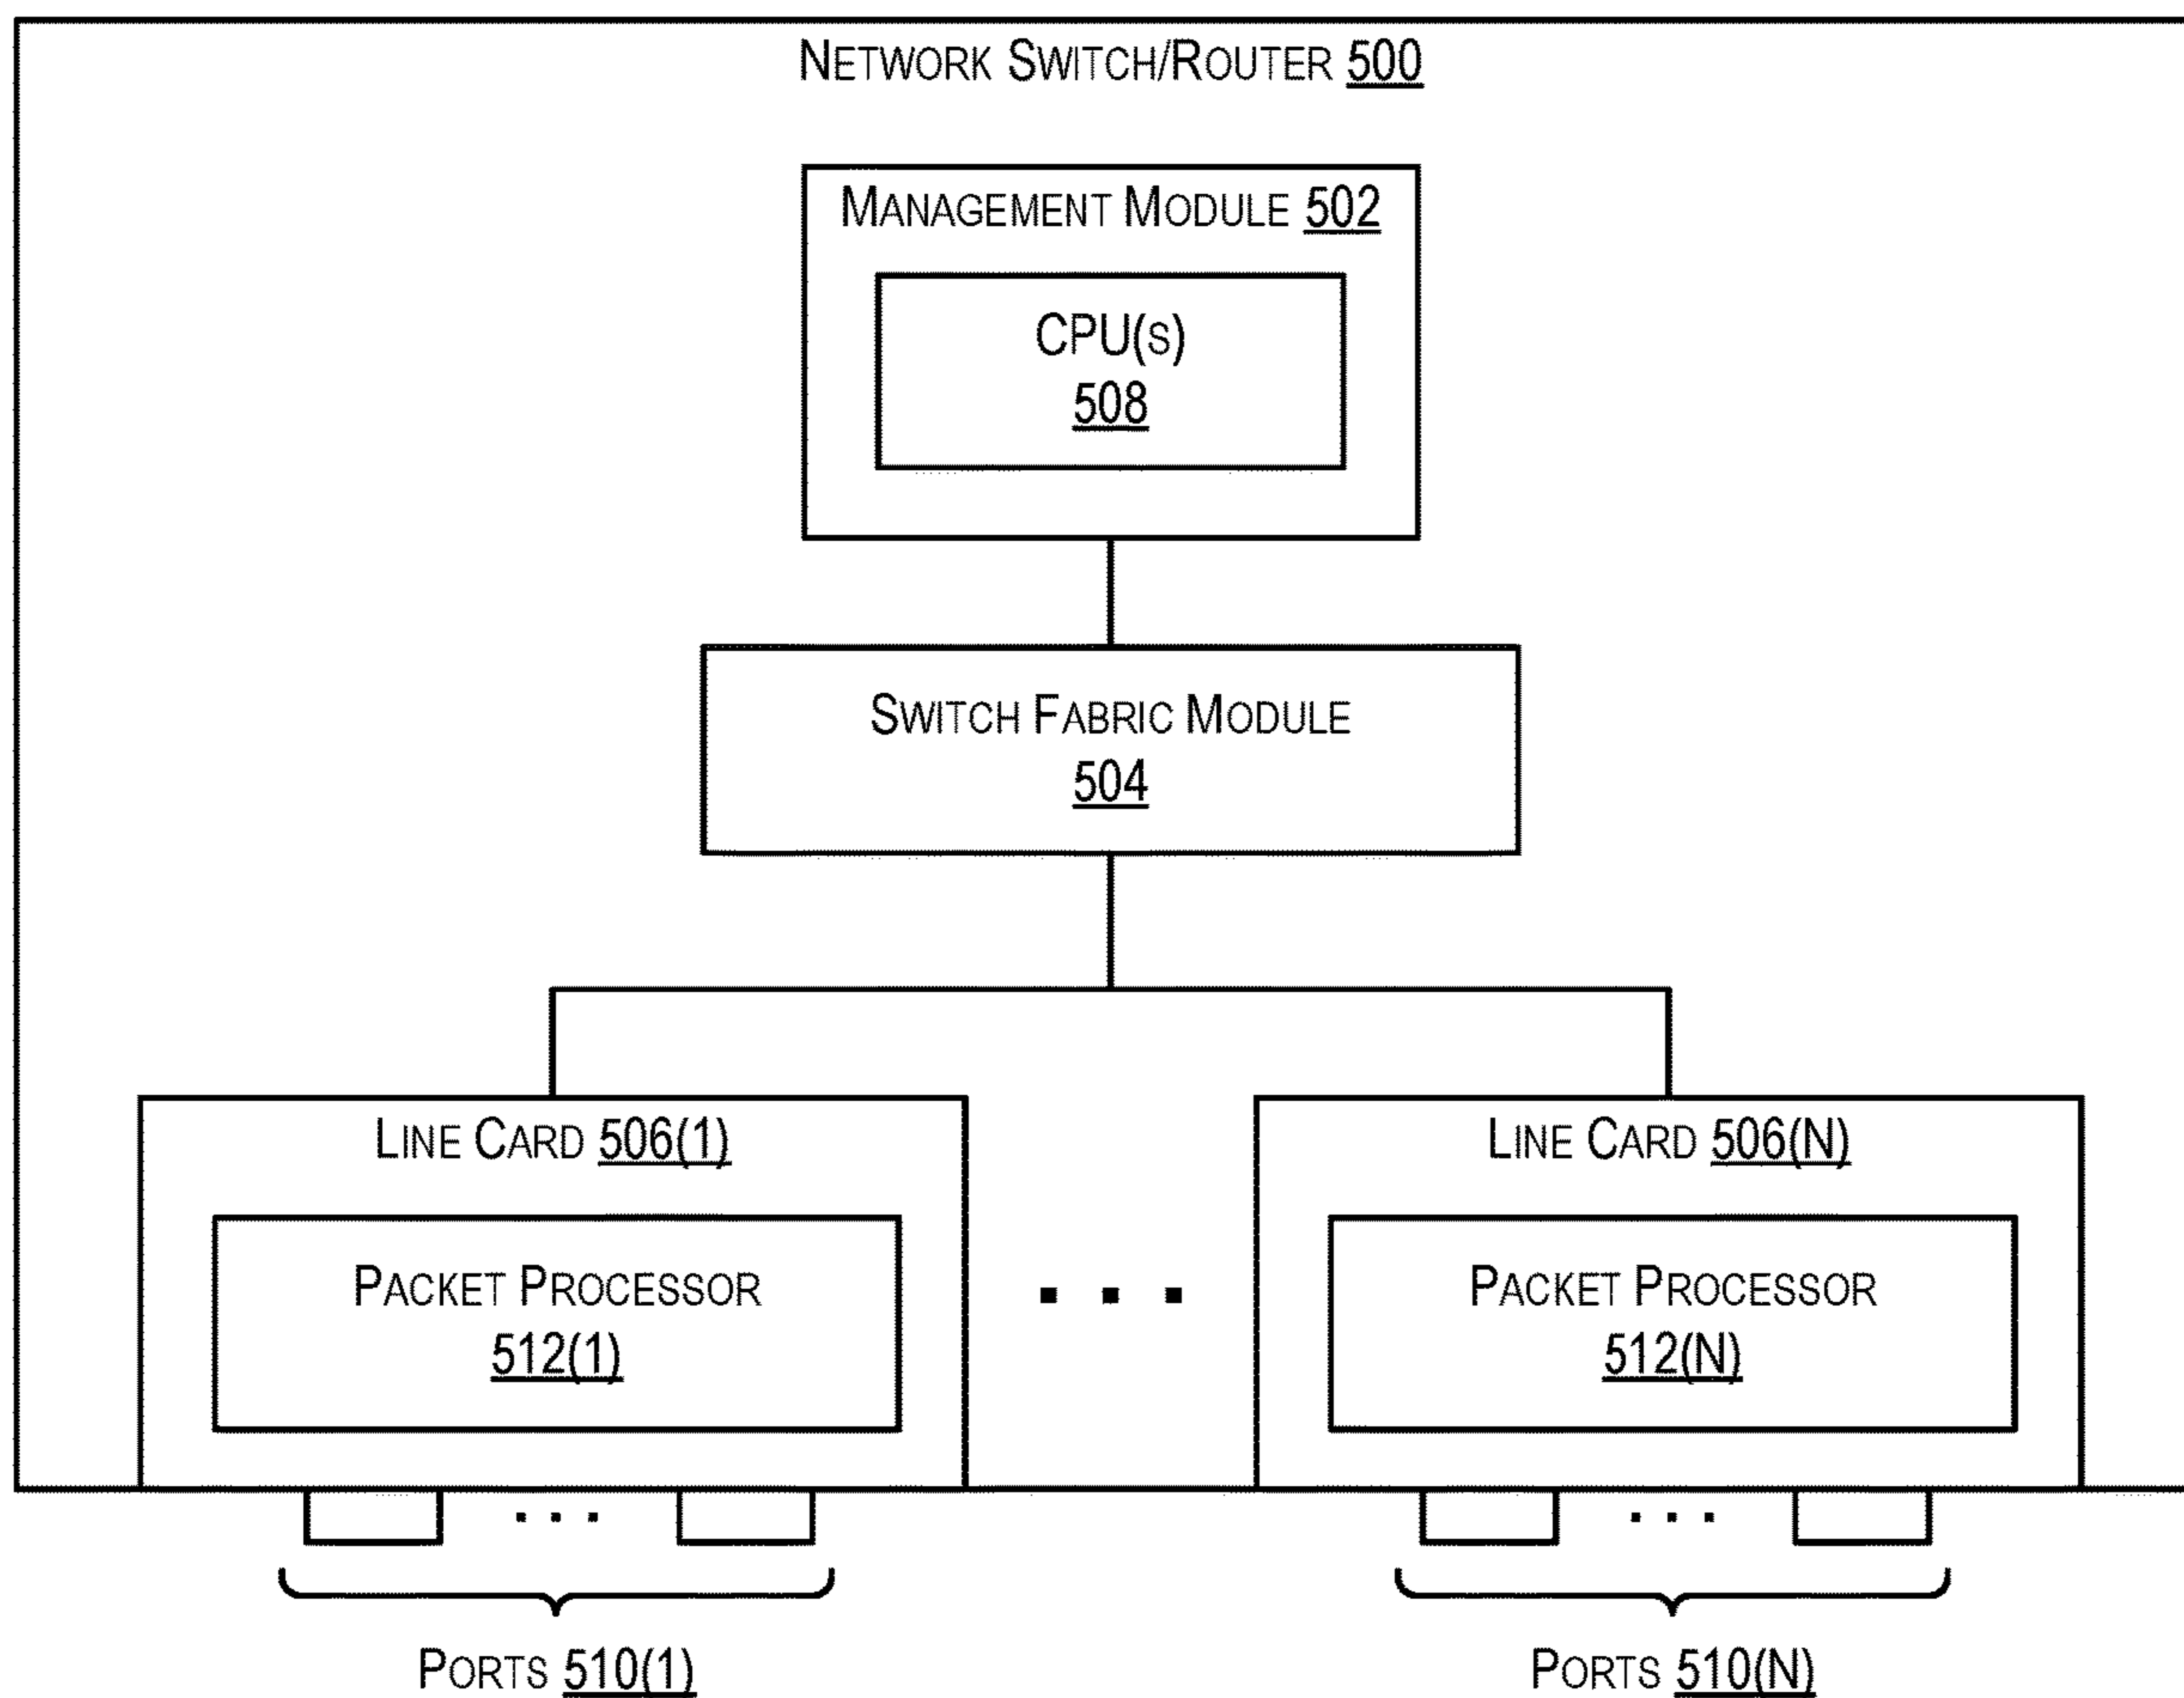 NETWORK SWITCH/ROUTER 500
MANAGEMENT MODULE 502
CPU(S)
508
SWITCH FABRIC MODULE
504
LINE CARD 506(1)
LINE CARD 506(N)
PACKET PROCESSOR
512(1)
PACKET PROCESSOR
512(N)
PORTS 510(1)
PORTS 510(N)